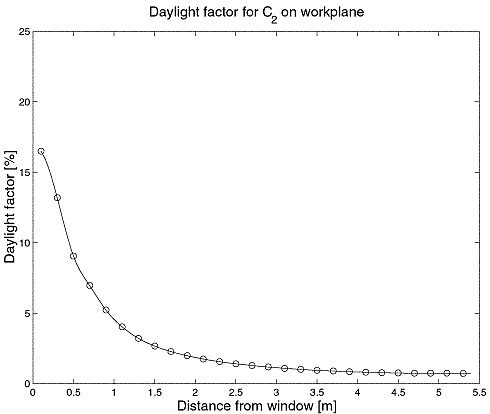 Daylight factor for C2 on workplane
25
20
15
10
5
0
Daylight factor [%]
0 0.5 1 1.5 2 2.5 3 3.5 4 4.5 5 5.5
Distance from window [m]